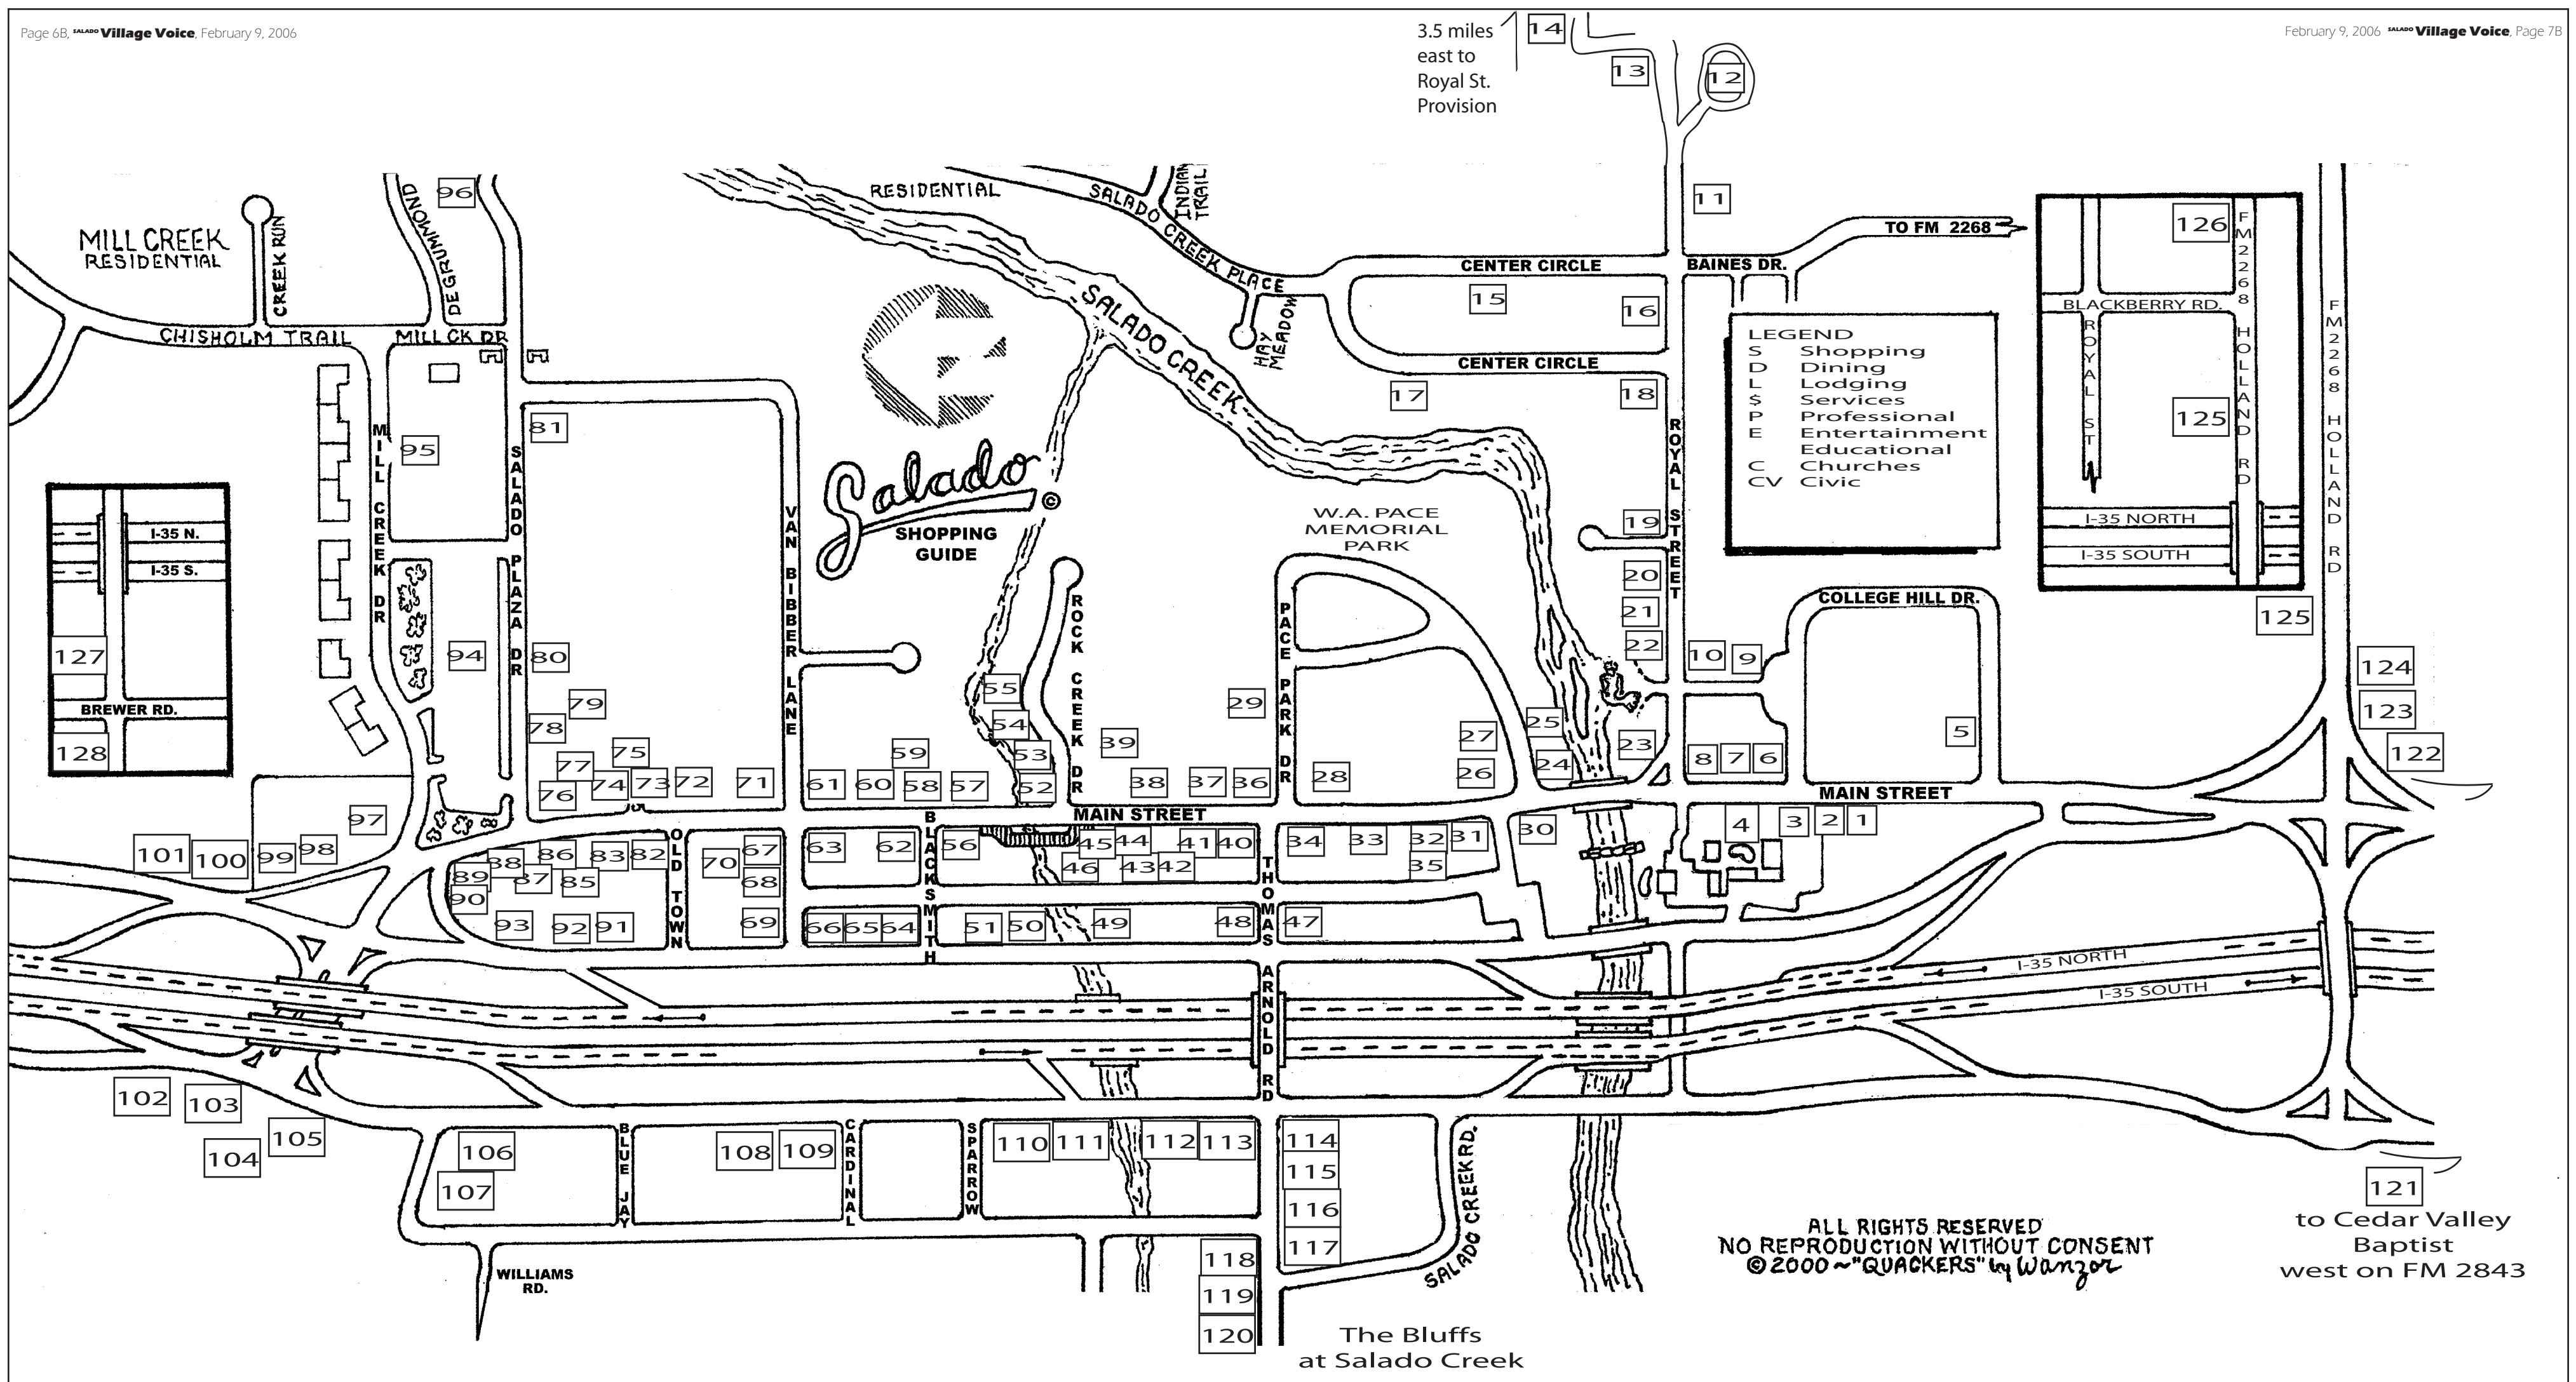 Page 6B, SALADO Village Voice, February 9, 2006
February 9, 2006 SALADO Village Voice, Page 7B
3.5 miles
east to
Royal St.
Provision
14
13
12
11
MILL CREEK
RESIDENTIAL
CREEK RUN
DEGRUMMOND
96
CHISHOLM TRAIL
MILL CK DR
RESIDENTIAL
SALADO CREEK PLACE
INDIAN
TRAIL
HAY
MEADOW
SALADO CREEK
CENTER CIRCLE
BAINES DR.
TO FM 2268
15
16
CENTER CIRCLE
17
18
LEGEND
S Shopping
D Dining
L Lodging
$ Services
P Professional
E Entertainment
Educational
C Churches
CV Civic
126
FM2268 HOLLAND RD
BLACKBERRY RD.
ROYAL ST
125
I-35 NORTH
I-35 SOUTH
FM2268 HOLLAND RD
125
81
95
MILL CREEK DR
SALADO PLAZA DR
VAN BIBBER LANE
Salado ©
SHOPPING
GUIDE
W.A. PACE
MEMORIAL
PARK
ROYAL STREET
19
20
21
22
10
9
COLLEGE HILL DR.
I-35 N.
I-35 S.
127
BREWER RD.
128
94
80
79
78
77
75
76
74
73
72
71
61
60
59
58
57
55
54
53
52
ROCK CREEK DR
39
38
37
36
29
PACE PARK DR
28
27
26
25
24
23
8
7
6
5
124
123
122
MAIN STREET
MAIN STREET
97
101
100
99
98
88
86
83
82
89
87
85
90
93
92
91
OLD TOWN
70
67
68
69
63
62
66
65
64
BLACKSMITH
56
45
44
41
40
46
43
42
51
50
49
48
THOMAS ARNOLD RD
34
33
32
31
35
47
30
4
3
2
1
I-35 NORTH
I-35 SOUTH
102
103
104
105
106
107
BLUE JAY
108
109
CARDINAL
SPARROW
110
111
112
113
114
115
116
117
118
119
120
SALADO CREEK RD.
WILLIAMS
RD.
The Bluffs
at Salado Creek
ALL RIGHTS RESERVED
NO REPRODUCTION WITHOUT CONSENT
© 2000 ~ "QUACKERS" by Wanzor
121
to Cedar Valley
Baptist
west on FM 2843